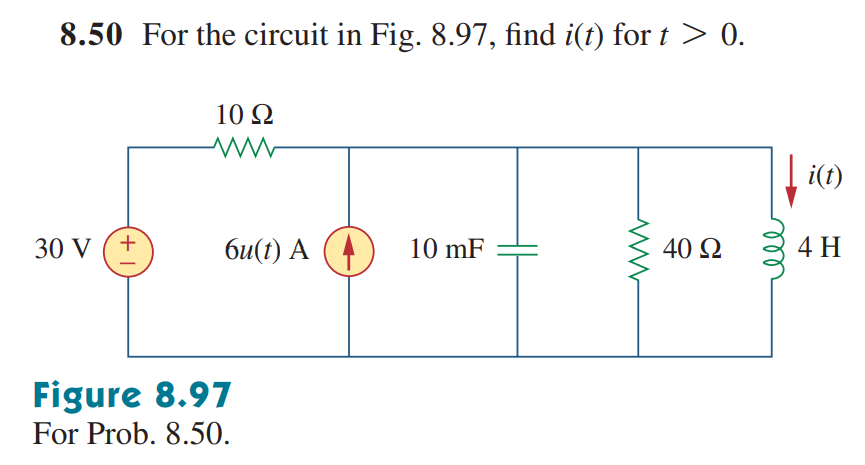 8.50 For the circuit in Fig. 8.97, find i(t) for t > 0.
10 Ω
i(t)
30 V
+
6u(t) A
10 mF
40 Ω
4 H
Figure 8.97
For Prob. 8.50.